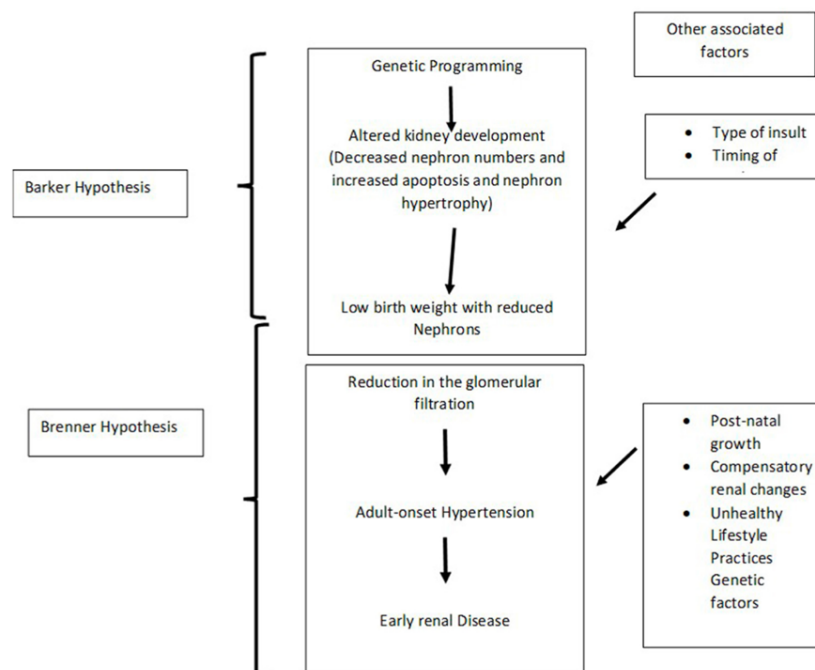 Other associated
factors
Genetic Programming
Altered kidney development
(Decreased nephron numbers and
increased apoptosis and nephron
hypertrophy)
• Type of insult
• Timing of
Barker Hypothesis
Low birth weight with reduced
Nephrons
Reduction in the glomerular
filtration
Brenner Hypothesis
• Post-natal
growth
• Compensatory
renal changes
• Unhealthy
Lifestyle
Practices
Genetic
factors
Adult-onset Hypertension
Early renal Disease